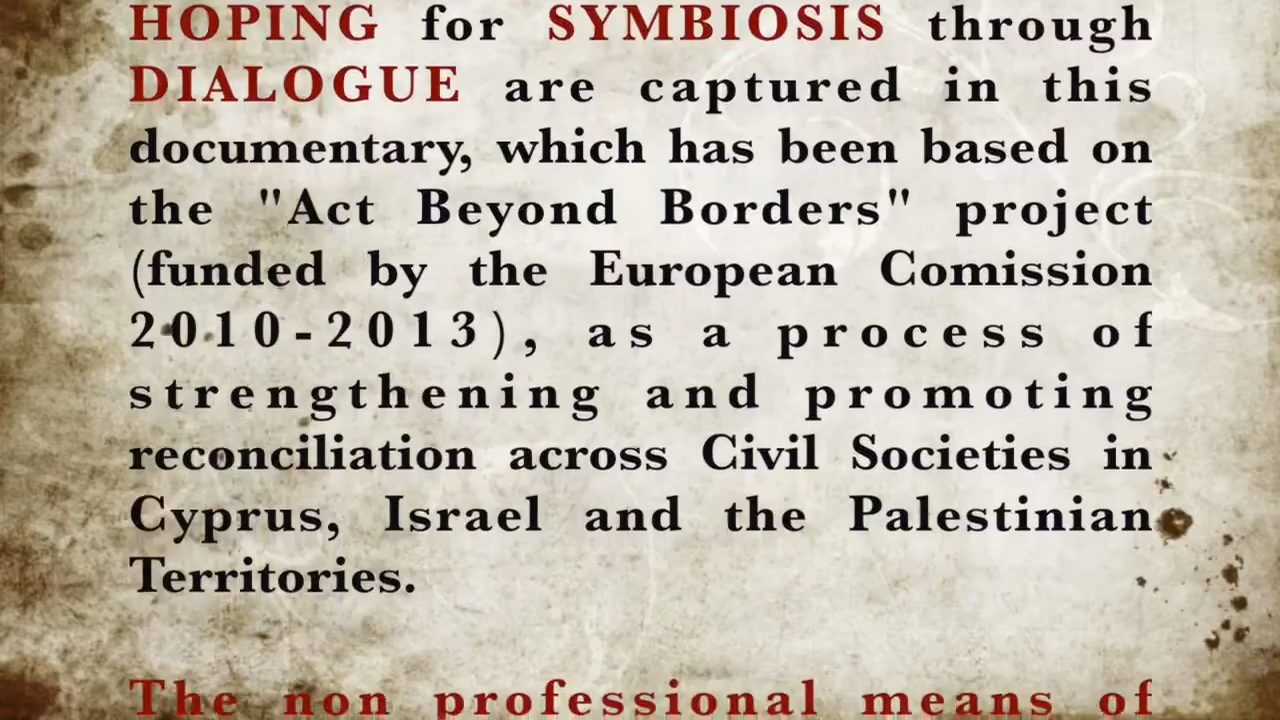 HOPING for SYMBIOSIS through
DIALOGUE are captured in this
documentary, which has been based on
the "Act Beyond Borders" project
(funded by the European Comission
2010-2013), as a process of
strengthening and promoting
reconciliation across Civil Societies in
Cyprus, Israel and the Palestinian
Territories.
The non professional means of